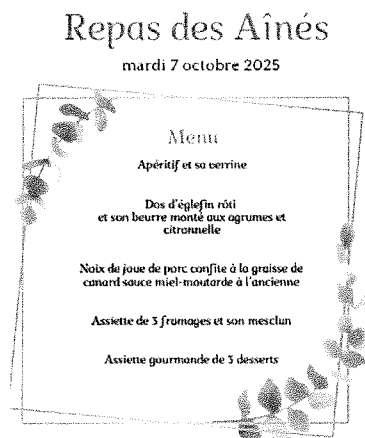 Repas des Aînés
mardi 7 octobre 2025
Menu
Apéritif et sa verrine
Dos d'églefin rôti
et son beurre monté aux agrumes et
citronnelle
Noix de joue de porc confite à la graisse de
canard sauce miel-moutarde à l'ancienne
Assiette de 3 fromages et son mesclun
Assiette gourmande de 3 desserts